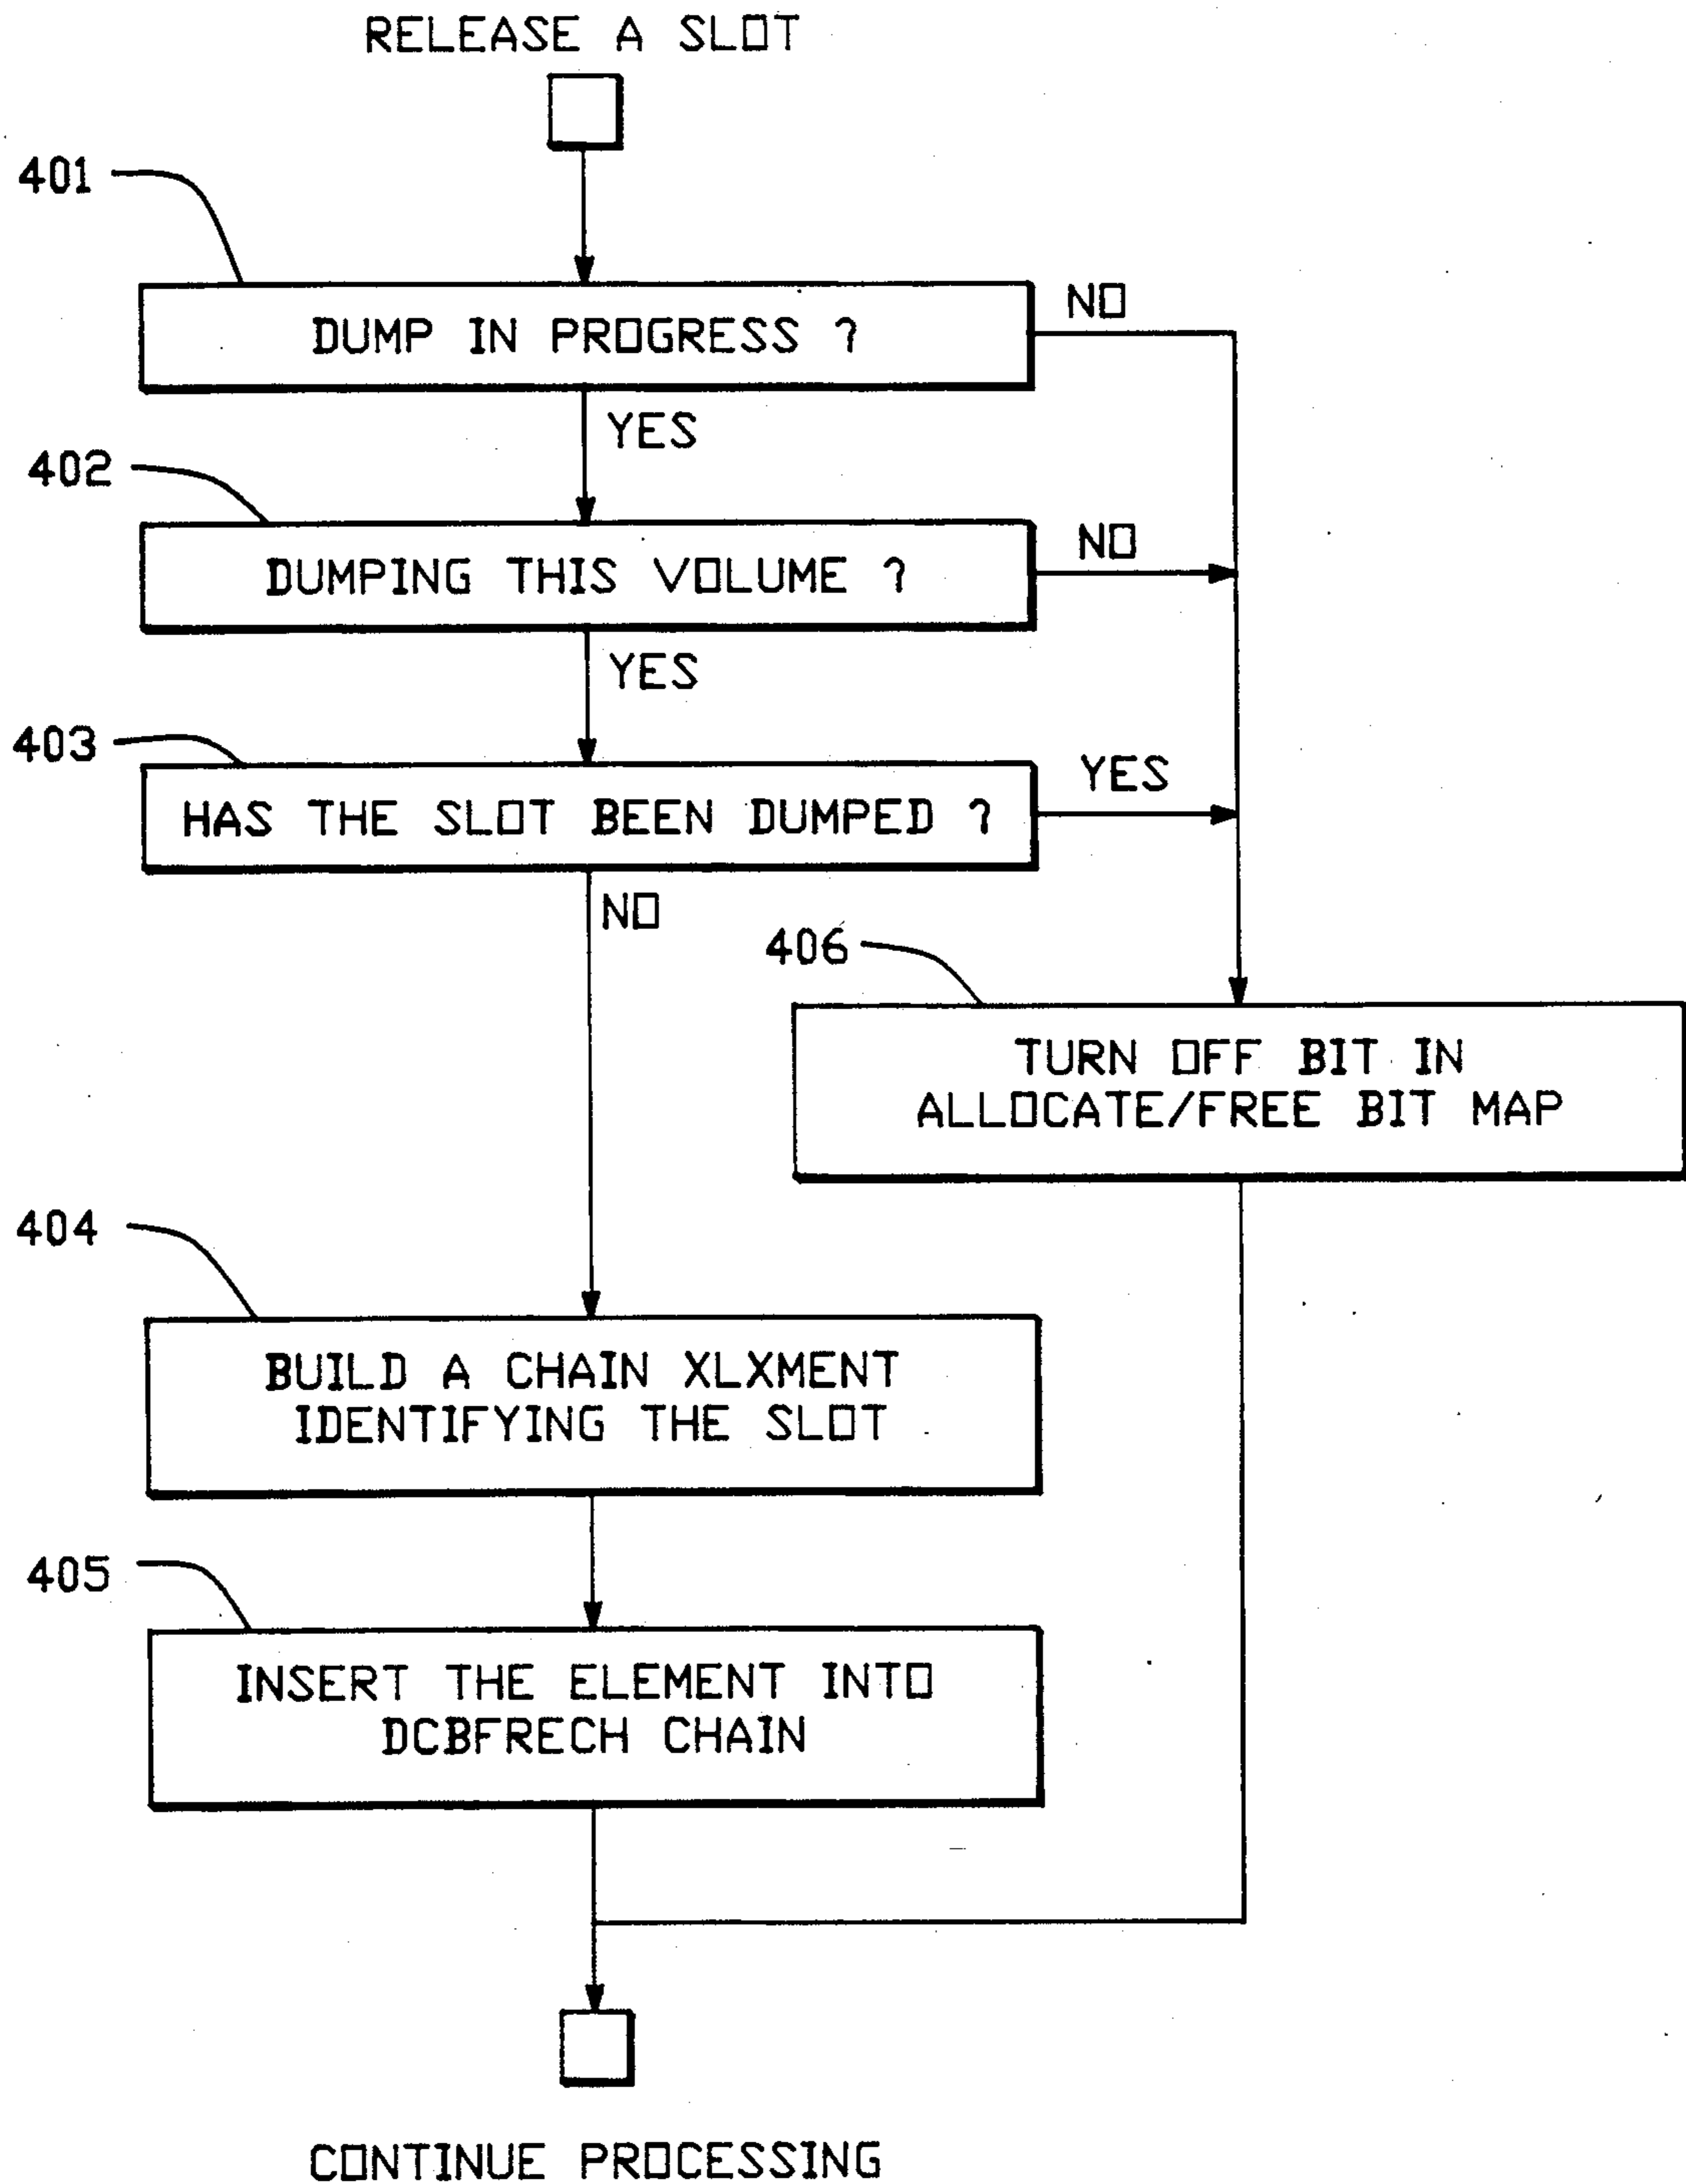 RELEASE A SLOT
401
DUMP IN PROGRESS ?
NO
YES
402
DUMPING THIS VOLUME ?
NO
YES
403
HAS THE SLOT BEEN DUMPED ?
YES
NO
406
TURN OFF BIT IN
ALLOCATE/FREE BIT MAP
404
BUILD A CHAIN XLXMENT
IDENTIFYING THE SLOT
405
INSERT THE ELEMENT INTO
DCBFRECH CHAIN
CONTINUE PROCESSING